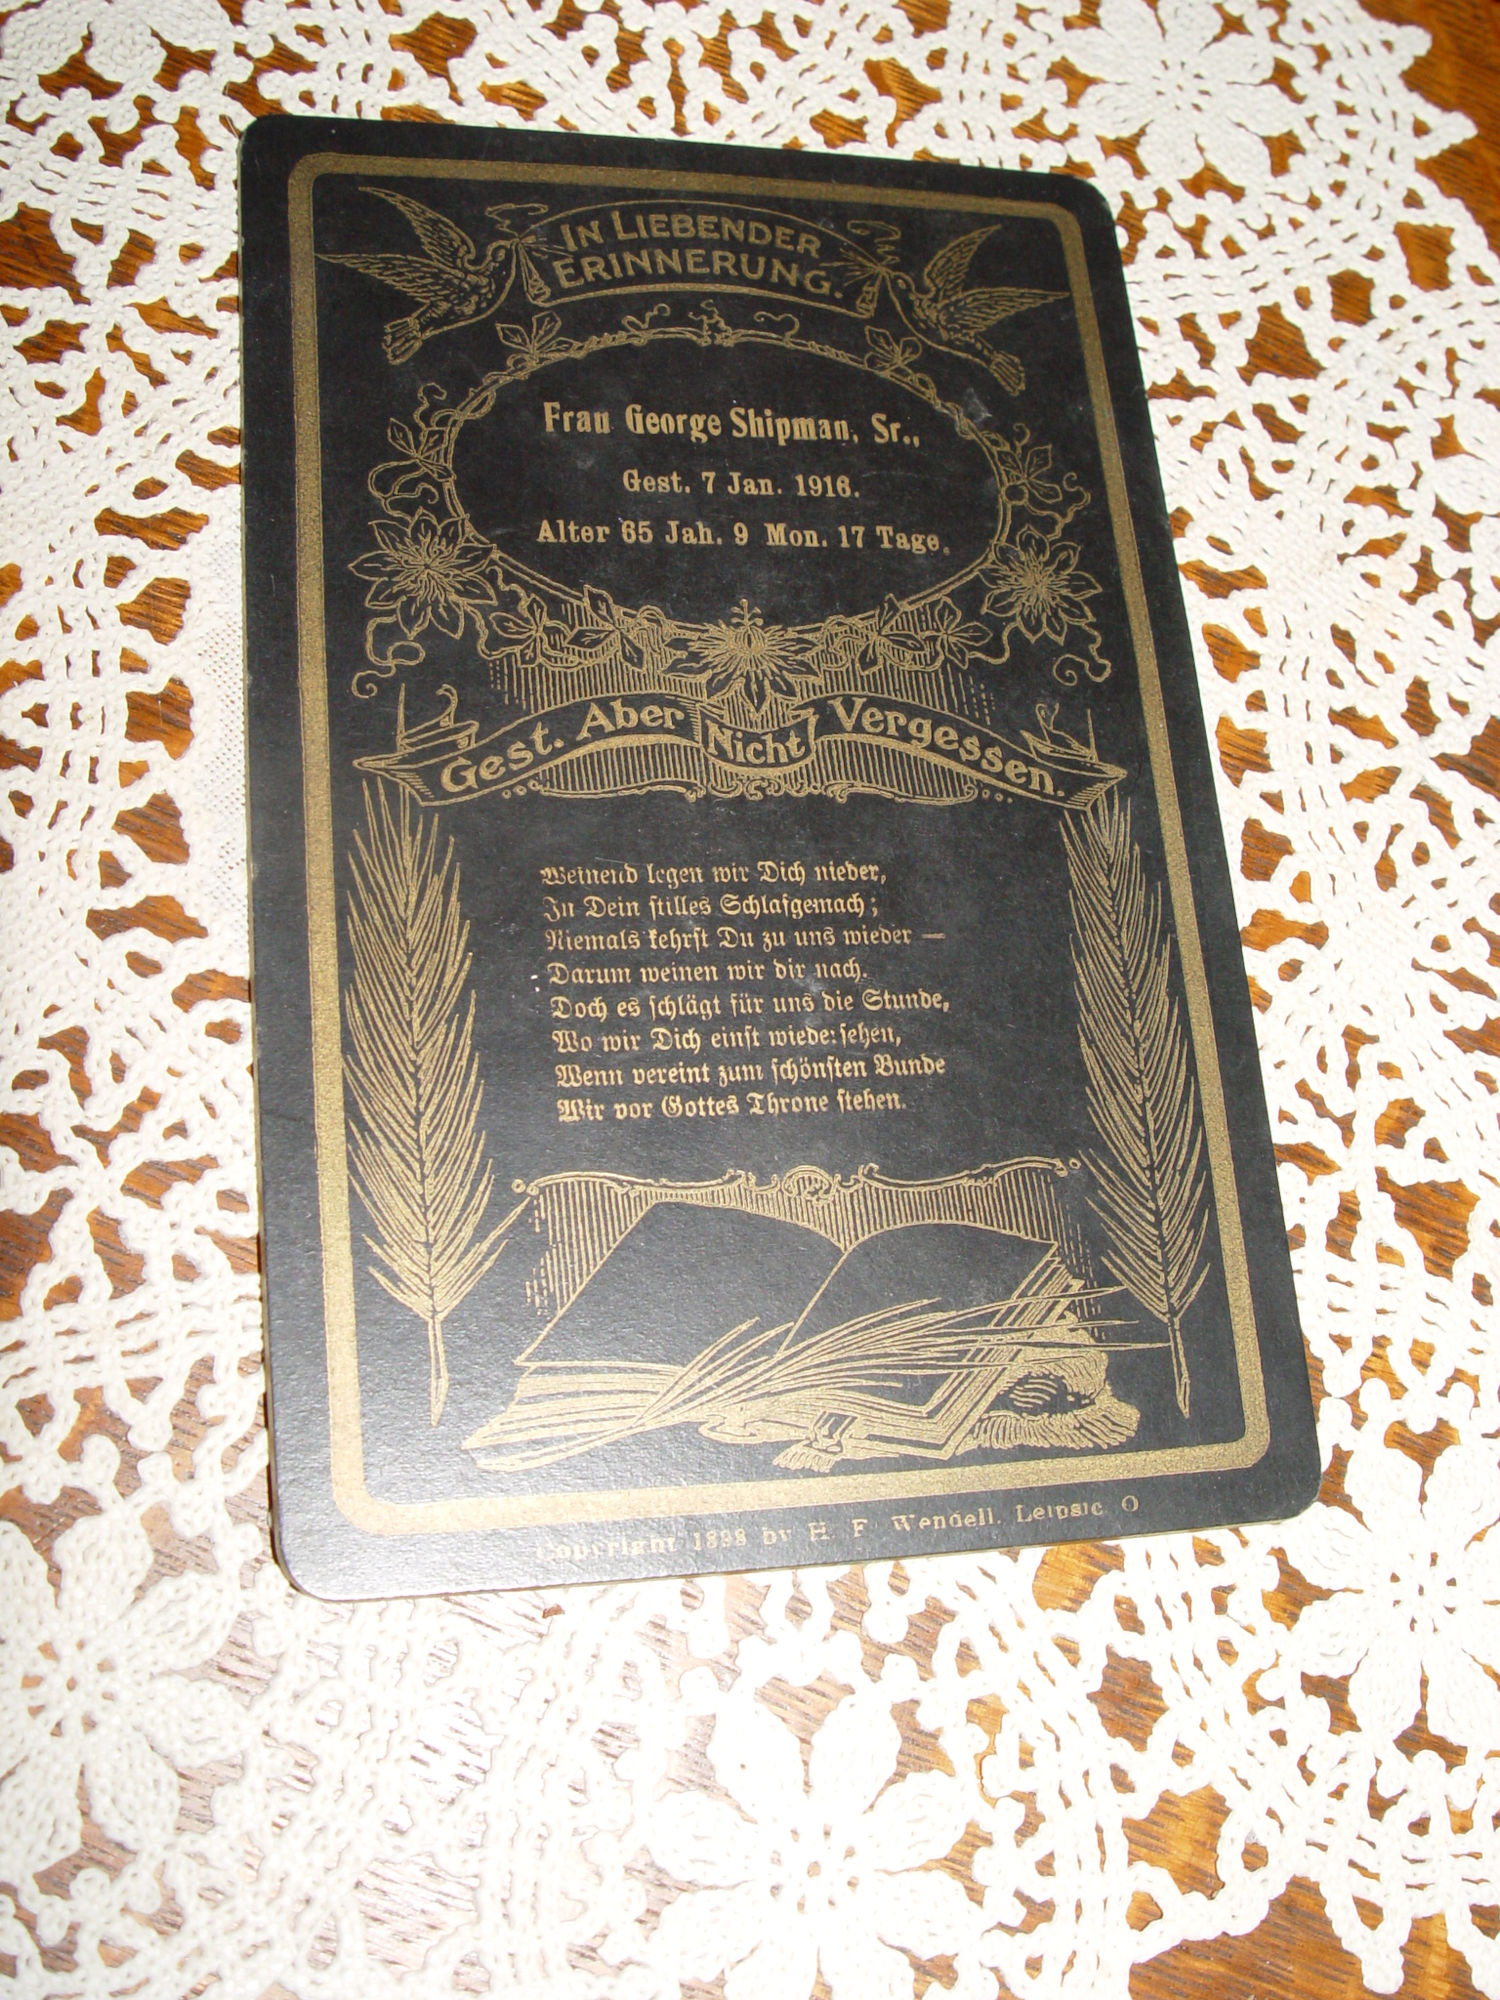 IN LIEBENDER
ERINNERUNG.
Frau George Shipman, Sr.,
Gest. 7 Jan. 1916.
Alter 65 Jah. 9 Mon. 17 Tage.
Gest. Aber Nicht Vergessen.
Weinend legen wir Dich nieder,
In Dein stilles Schlafgemach;
Niemals kehrst Du zu uns wieder —
Darum weinen wir dir nach.
Doch es schlägt für uns die Stunde,
Wo wir Dich einst wiedersehen,
Wenn vereint zum schönsten Bunde
Wir vor Gottes Throne stehen.
Copyright 1898 by H. F. Wendell. Leipsic O